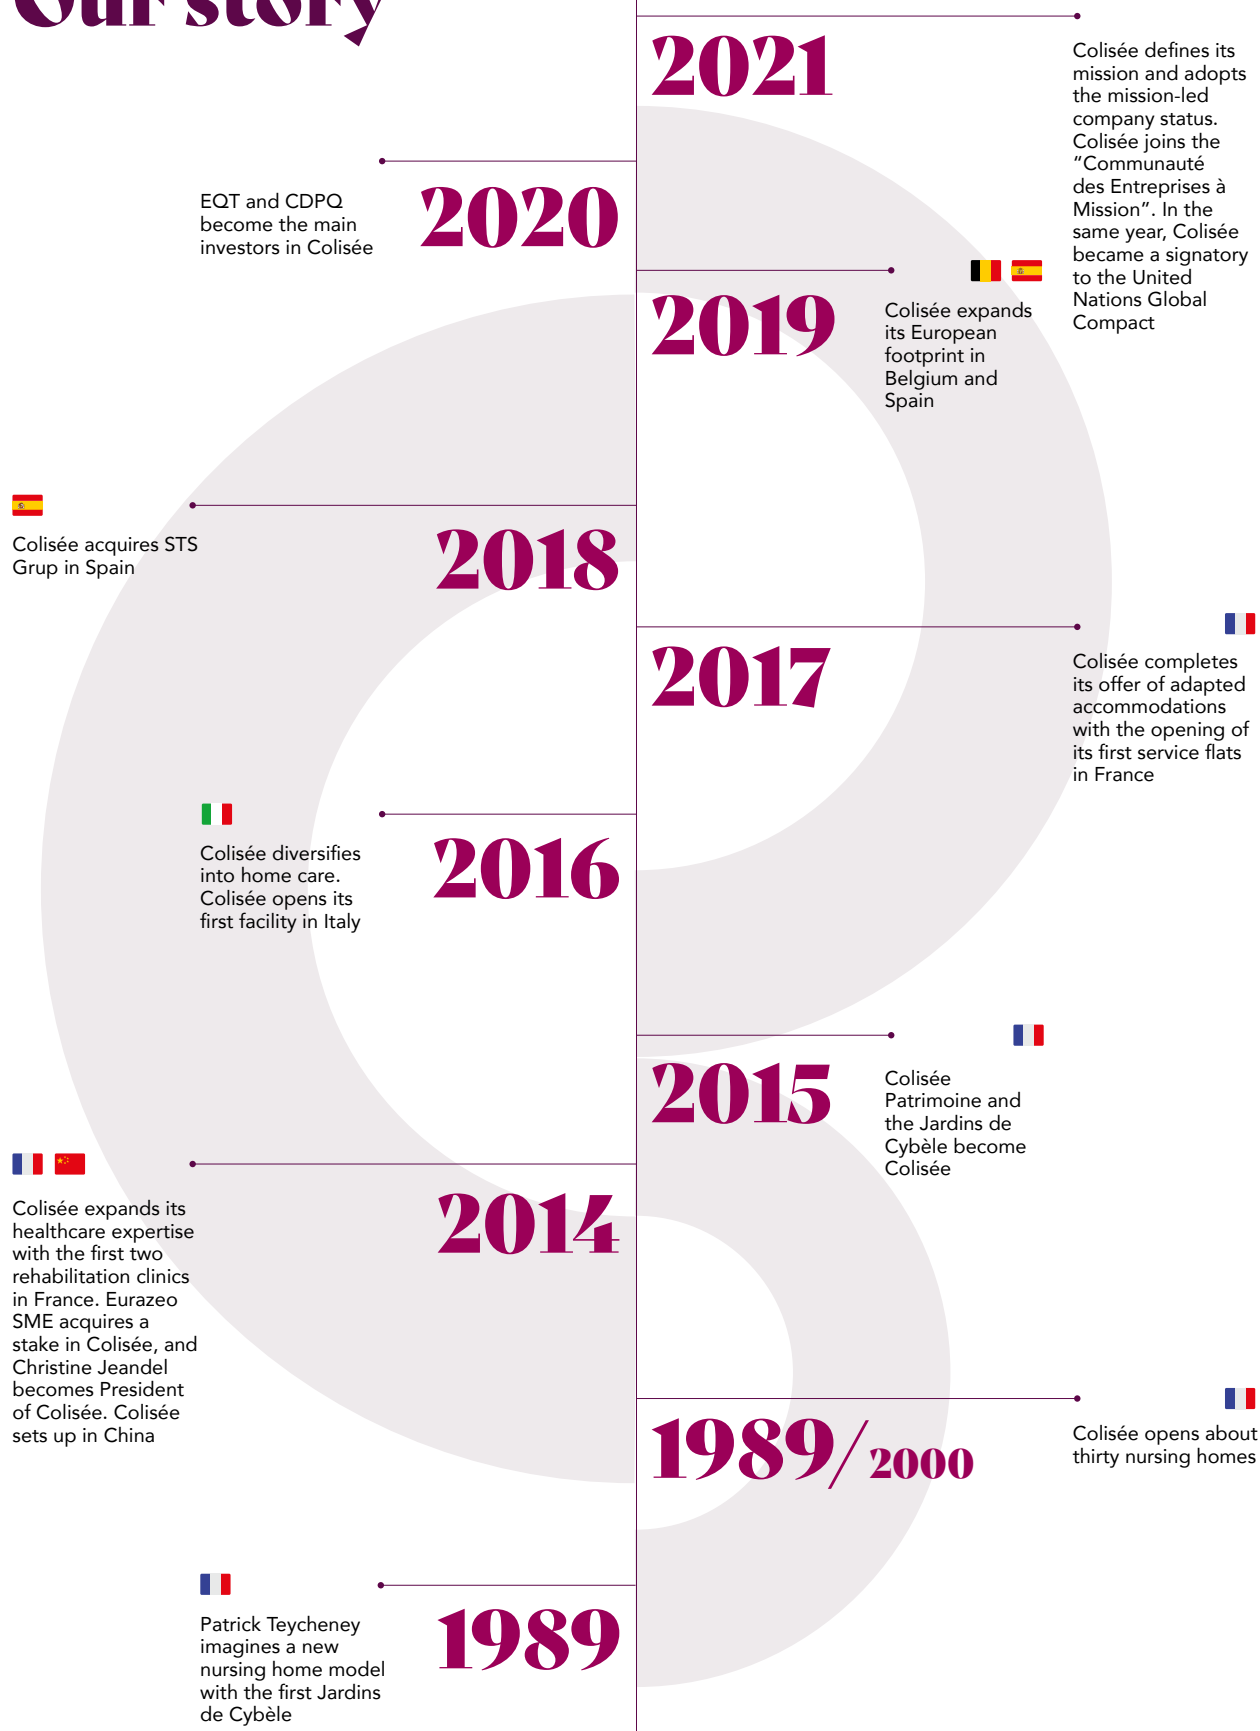 Our story
2021
Colisée defines its
mission and adopts
the mission-led
company status.
Colisée joins the
“Communauté
des Entreprises à
Mission”. In the
same year, Colisée
became a signatory
to the United
Nations Global
Compact
2020
EQT and CDPQ
become the main
investors in Colisée
2019
Colisée expands
its European
footprint in
Belgium and
Spain
2018
Colisée acquires STS
Grup in Spain
2017
Colisée completes
its offer of adapted
accommodations
with the opening of
its first service flats
in France
2016
Colisée diversifies
into home care.
Colisée opens its
first facility in Italy
2015
Colisée
Patrimoine and
the Jardins de
Cybèle become
Colisée
2014
Colisée expands its
healthcare expertise
with the first two
rehabilitation clinics
in France. Eurazeo
SME acquires a
stake in Colisée, and
Christine Jeandel
becomes President
of Colisée. Colisée
sets up in China
1989/2000
Colisée opens about
thirty nursing homes
1989
Patrick Teycheney
imagines a new
nursing home model
with the first Jardins
de Cybèle